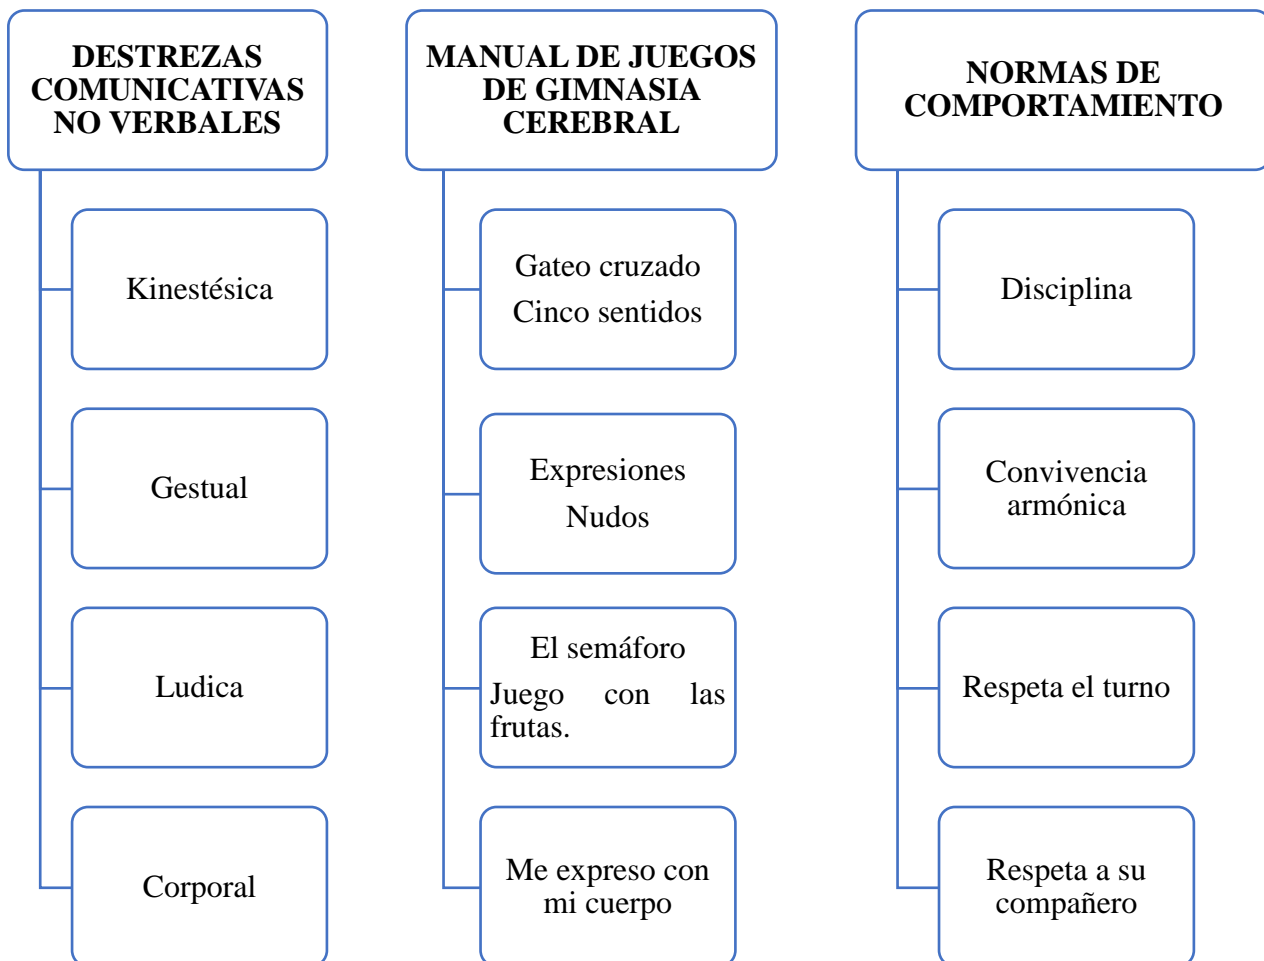 DESTREZAS
COMUNICATIVAS
NO VERBALES
Kinestésica
Gestual
Ludica
Corporal
MANUAL DE JUEGOS
DE GIMNASIA
CEREBRAL
Gateo cruzado
Cinco sentidos
Expresiones
Nudos
El semáforo
Juego con las
frutas.
Me expreso con
mi cuerpo
NORMAS DE
COMPORTAMIENTO
Disciplina
Convivencia
armónica
Respeta el turno
Respeta a su
compañero